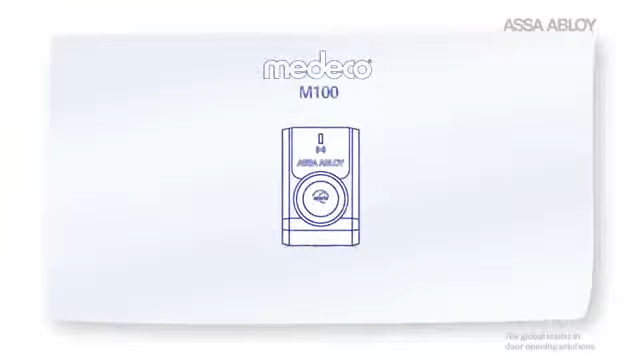 ASSA ABLOY
medeco
M100
ASSA ABLOY
The global leader in
door opening solutions